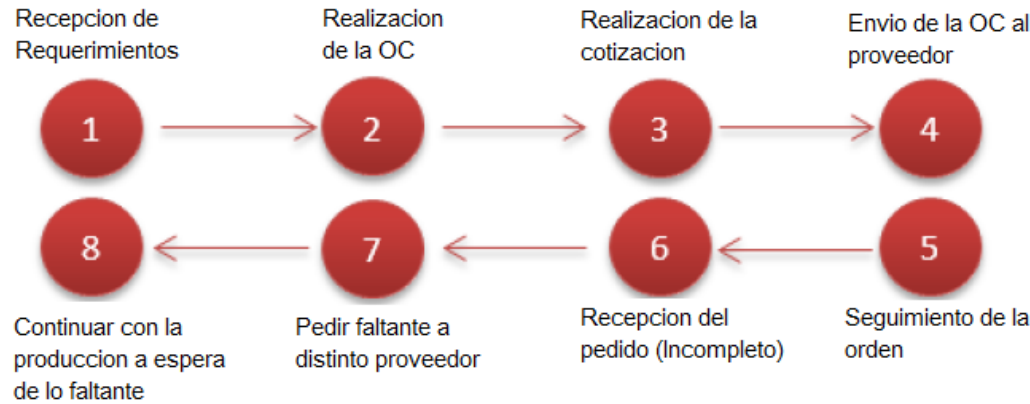 Recepcion de
Requerimientos
Realizacion
de la OC
Realizacion de la
cotizacion
Envio de la OC al
proveedor
1
2
3
4
8
7
6
5
Continuar con la
produccion a espera
de lo faltante
Pedir faltante a
distinto proveedor
Recepcion del
pedido (Incompleto)
Seguimiento de la
orden